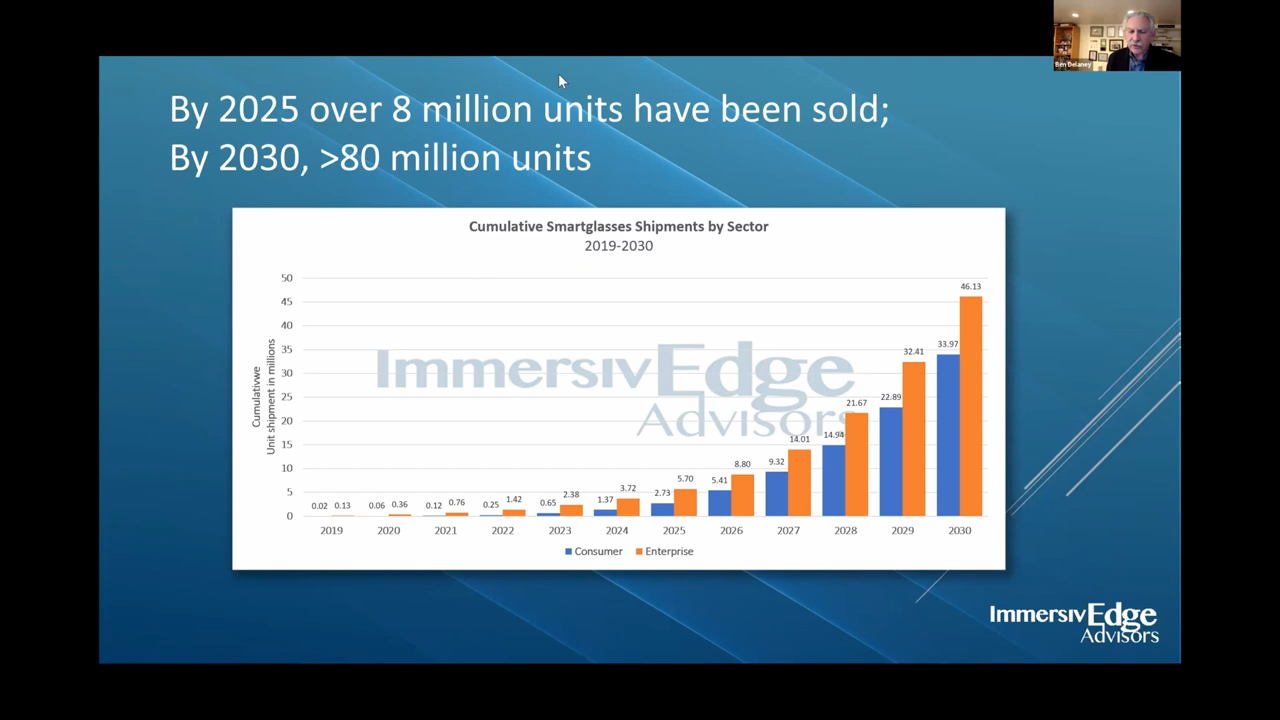 Ben Delaney
By 2025 over 8 million units have been sold;
By 2030, >80 million units
Cumulative Smartglasses Shipments by Sector
2019-2030
Cumulativwe
Unit shipment in millions
50
45
40
35
30
25
20
15
10
5
0
ImmersivEdge
Advisors
0.02 0.13
0.06 0.36
0.12 0.76
0.25 1.42
0.65 2.38
1.37 3.72
2.73 5.70
5.41 8.80
9.32 14.01
14.94 21.67
22.89 32.41
33.97 46.13
2019 2020 2021 2022 2023 2024 2025 2026 2027 2028 2029 2030
Consumer Enterprise
ImmersivEdge
Advisors